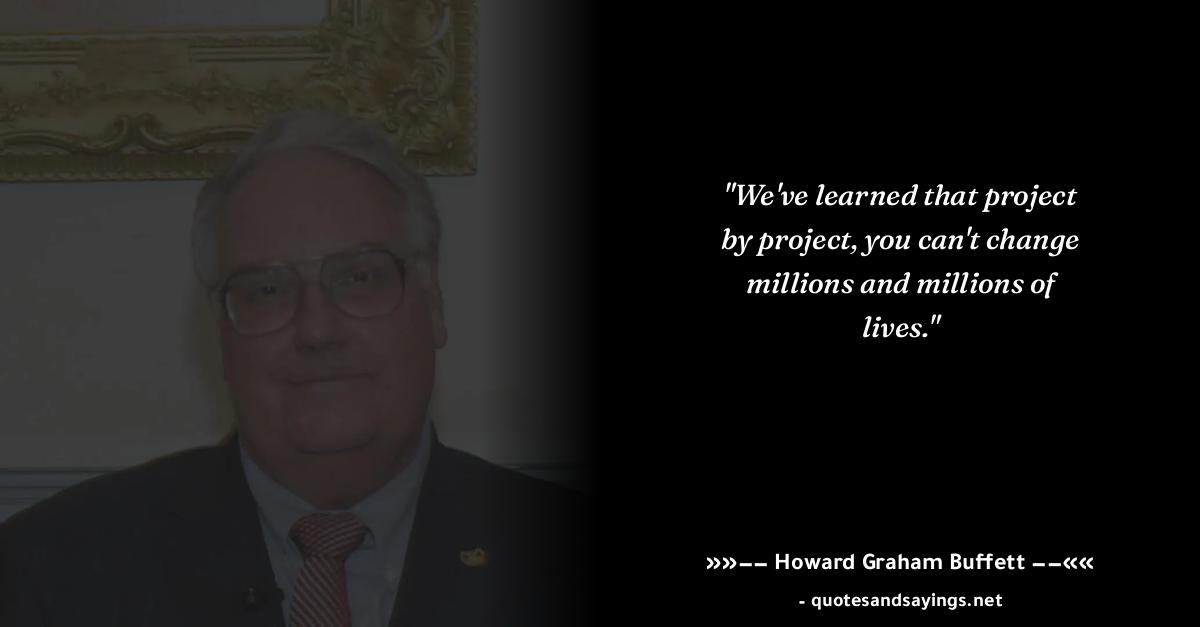 "We've learned that project
by project, you can't change
millions and millions of
lives."
»»−− Howard Graham Buffett −−««
- quotesandsayings.net